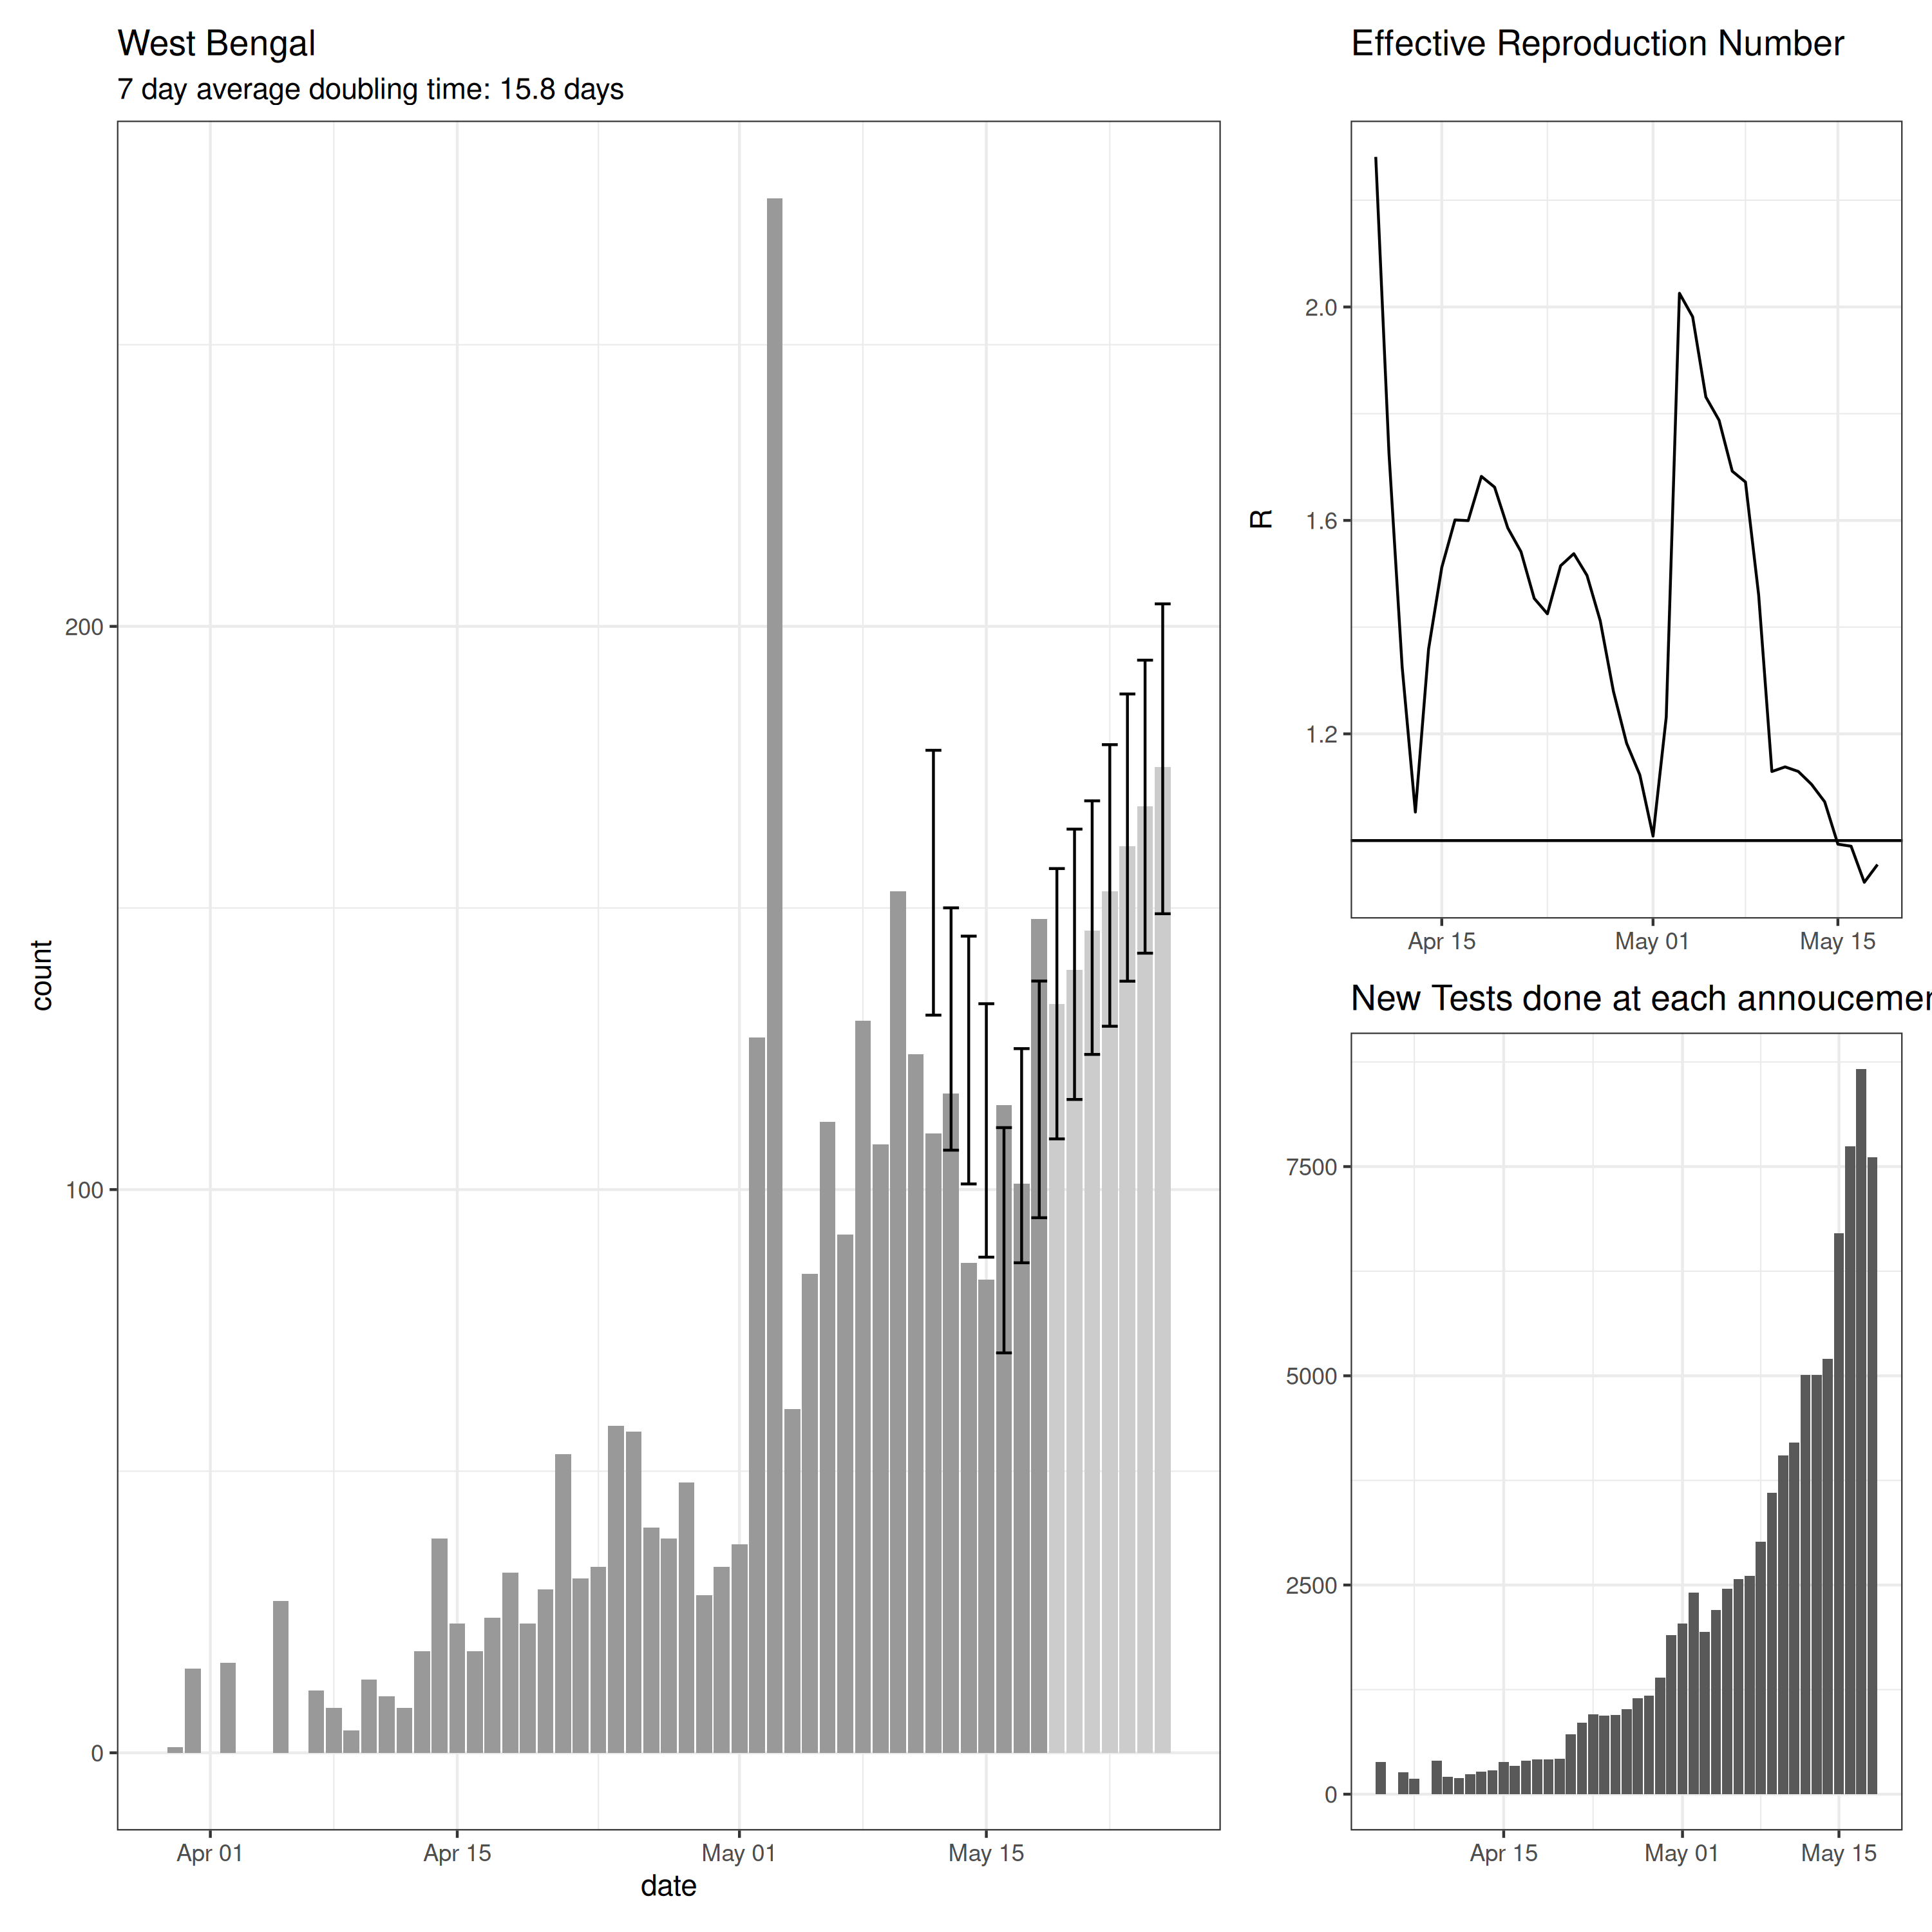 West Bengal
7 day average doubling time: 15.8 days
count
200
100
0
Apr 01
Apr 15
May 01
May 15
date
Effective Reproduction Number
R
2.0
1.6
1.2
Apr 15
May 01
May 15
New Tests done at each annoucemen
7500
5000
2500
0
Apr 15
May 01
May 15